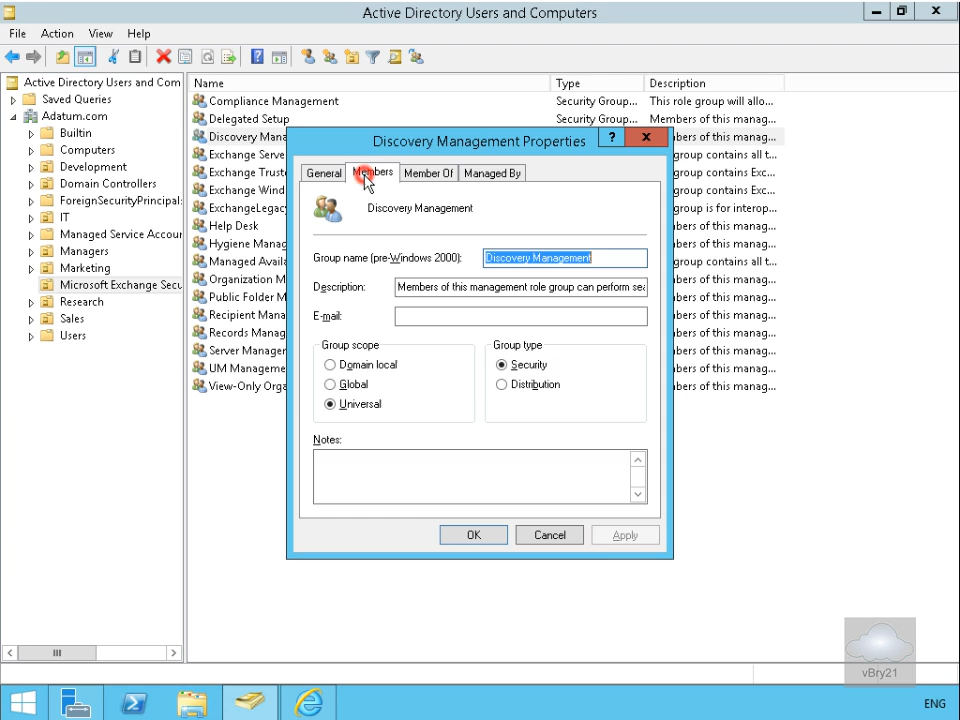 Active Directory Users and Computers
File Action View Help
Active Directory Users and Com
Saved Queries
Adatum.com
Builtin
Computers
Development
Domain Controllers
ForeignSecurityPrincipal:
IT
Managed Service Accour
Managers
Marketing
Microsoft Exchange Secu
Research
Sales
Users
Name Type Description
Compliance Management Security Group... This role group will allo...
Delegated Setup Security Group... Members of this manag...
Discovery Mana bers of this manag...
Exchange Serve group contains all t...
Exchange Trust group contains Exc...
Exchange Wind group contains Exc...
ExchangeLegac group is for interop...
Help Desk bers of this manag...
Hygiene Manag bers of this manag...
Managed Availa group contains all t...
Organization M bers of this manag...
Public Folder M bers of this manag...
Recipient Mana bers of this manag...
Records Manag bers of this manag...
Server Manager bers of this manag...
UM Manageme bers of this manag...
View-Only Orga bers of this manag...
Discovery Management Properties
? x
General Members Member Of Managed By
Discovery Management
Group name (pre-Windows 2000): Discovery Management
Description: Members of this management role group can perform sea
E-mail:
Group scope
Domain local
Global
Universal
Group type
Security
Distribution
Notes:
OK Cancel Apply
vBry21
ENG